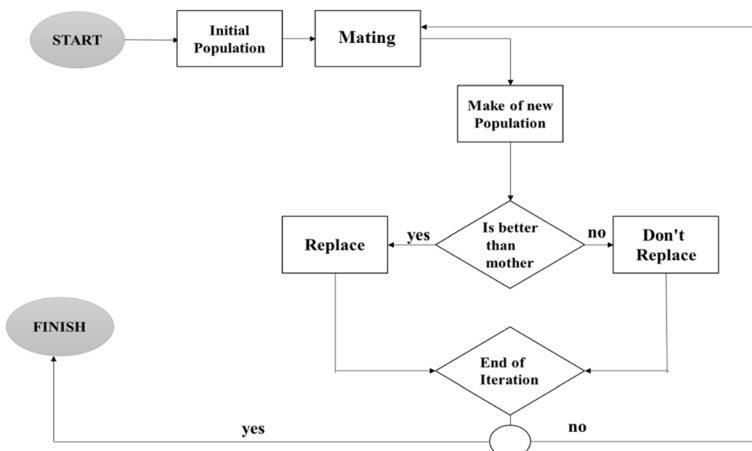 START
Initial
Population
Mating
Make of new
Population
Is better
than
mother
yes
no
Replace
Don't
Replace
FINISH
End of
Iteration
yes
no